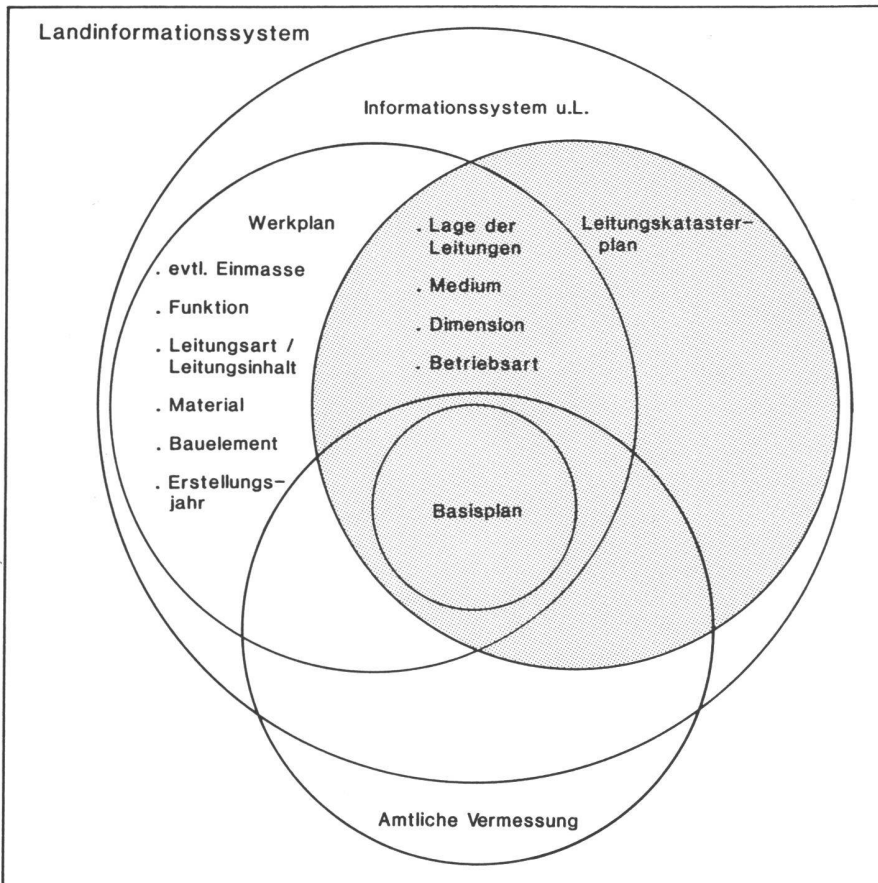 Landinformationssystem
Informationssystem u.L.
Werkplan
. evtl. Einmasse
. Funktion
. Leitungsart /
Leitungsinhalt
. Material
. Bauelement
. Erstellungs-
jahr
. Lage der
Leitungen
. Medium
. Dimension
. Betriebsart
Leitungskataster-
plan
Basisplan
Amtliche Vermessung